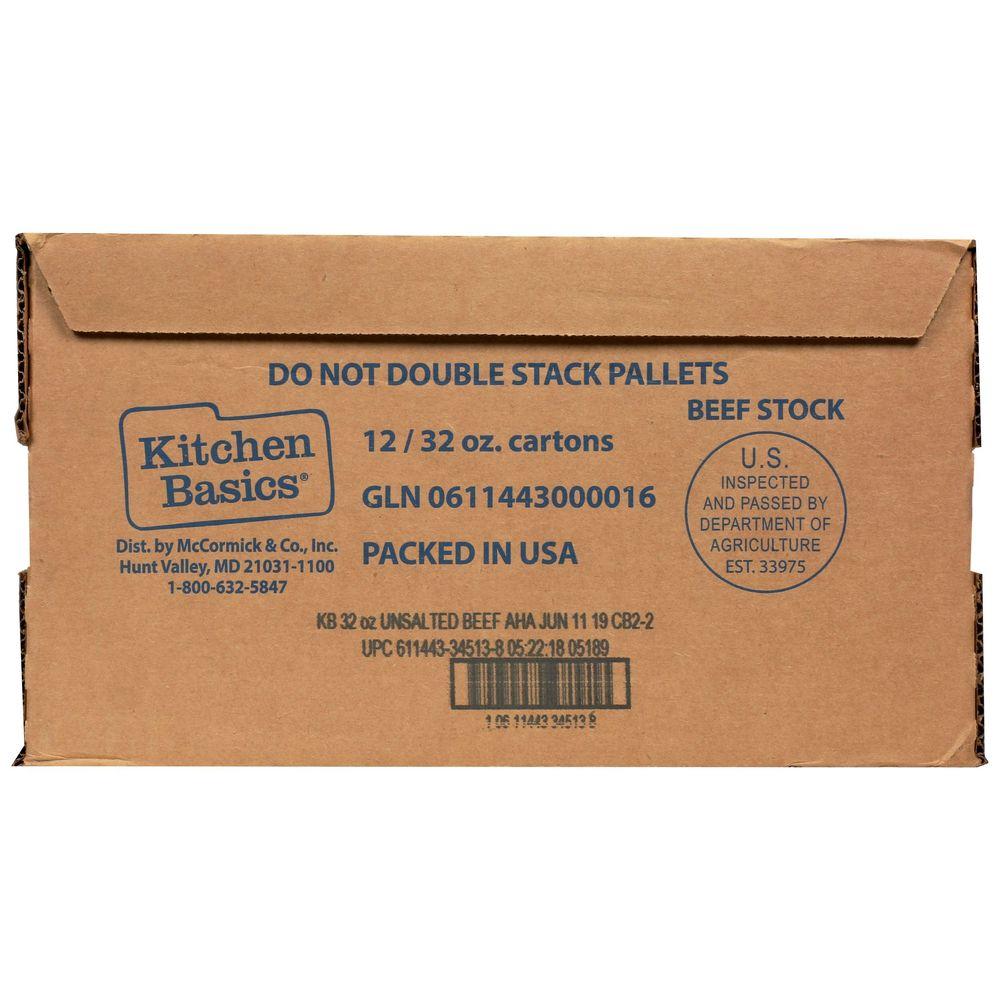 DO NOT DOUBLE STACK PALLETS
BEEF STOCK
Kitchen
Basics®
12 / 32 oz. cartons
GLN 0611443000016
PACKED IN USA
Dist. by McCormick & Co., Inc.
Hunt Valley, MD 21031-1100
1-800-632-5847
U.S.
INSPECTED
AND PASSED BY
DEPARTMENT OF
AGRICULTURE
EST. 33975
KB 32 oz UNSALTED BEEF AHA JUN 11 19 CB2-2
UPC 611443-34513-8 05:22:18 05189
1 06 11443 34513 8